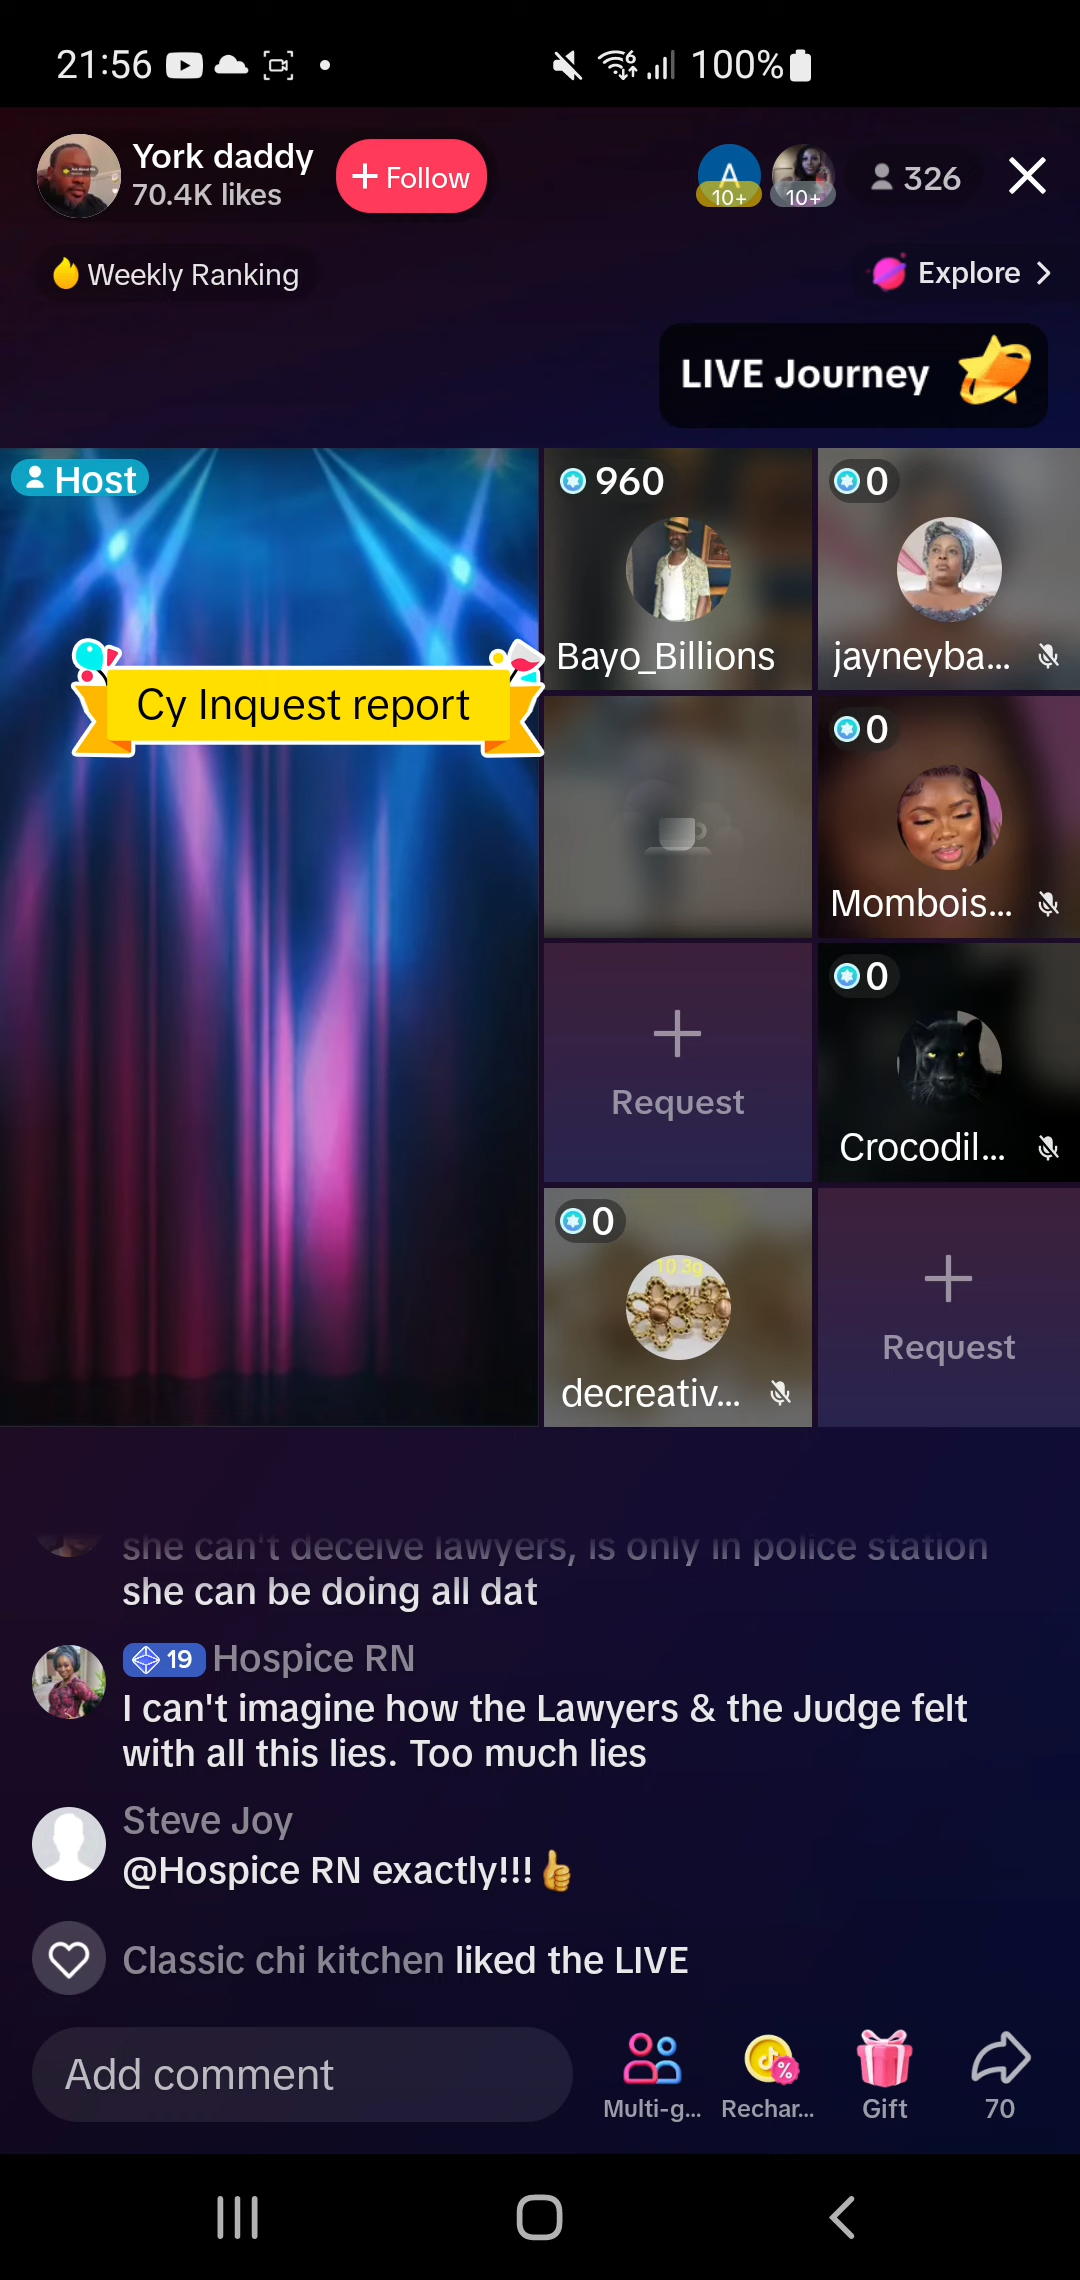 21:56
100%
York daddy
70.4K likes
+ Follow
A
10+
10+
326
Weekly Ranking
Explore
LIVE Journey
Host
960
0
Cy Inquest report
Bayo_Billions
jayneyba...
0
Mombois...
0
Request
Crocodil...
0
10.3g
decreativ...
Request
she can't deceive lawyers, is only in police station
she can be doing all dat
19 Hospice RN
I can't imagine how the Lawyers & the Judge felt
with all this lies. Too much lies
Steve Joy
@Hospice RN exactly!!!👍
Classic chi kitchen liked the LIVE
Add comment
Multi-g...
Rechar...
Gift
70